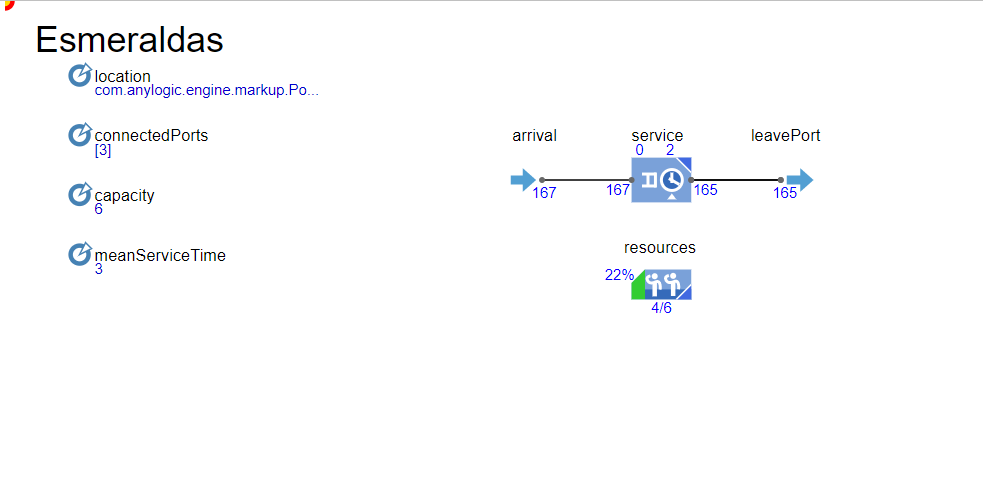 Esmeraldas
location
com.anylogic.engine.markup.Po...
connectedPorts
[3]
capacity
6
meanServiceTime
3
arrival service leavePort
0 2
167 167 165 165
resources
22%
4/6